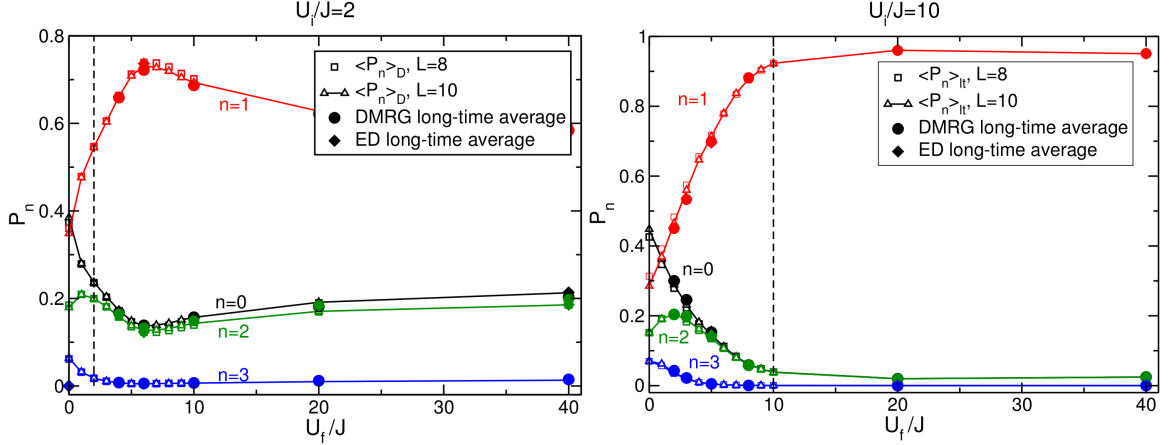 U_i/J=2
0.8
0.6
0.4
0.2
0
P_n
<P_n>_D, L=8
<P_n>_D, L=10
DMRG long-time average
ED long-time average
n=1
n=0
n=2
n=3
0 10 20 30 40
U_f/J
U_i/J=10
1
0.8
0.6
0.4
0.2
0
P_n
<P_n>_lt, L=8
<P_n>_lt, L=10
DMRG long-time average
ED long-time average
n=1
n=0
n=2
n=3
0 10 20 30 40
U_f/J